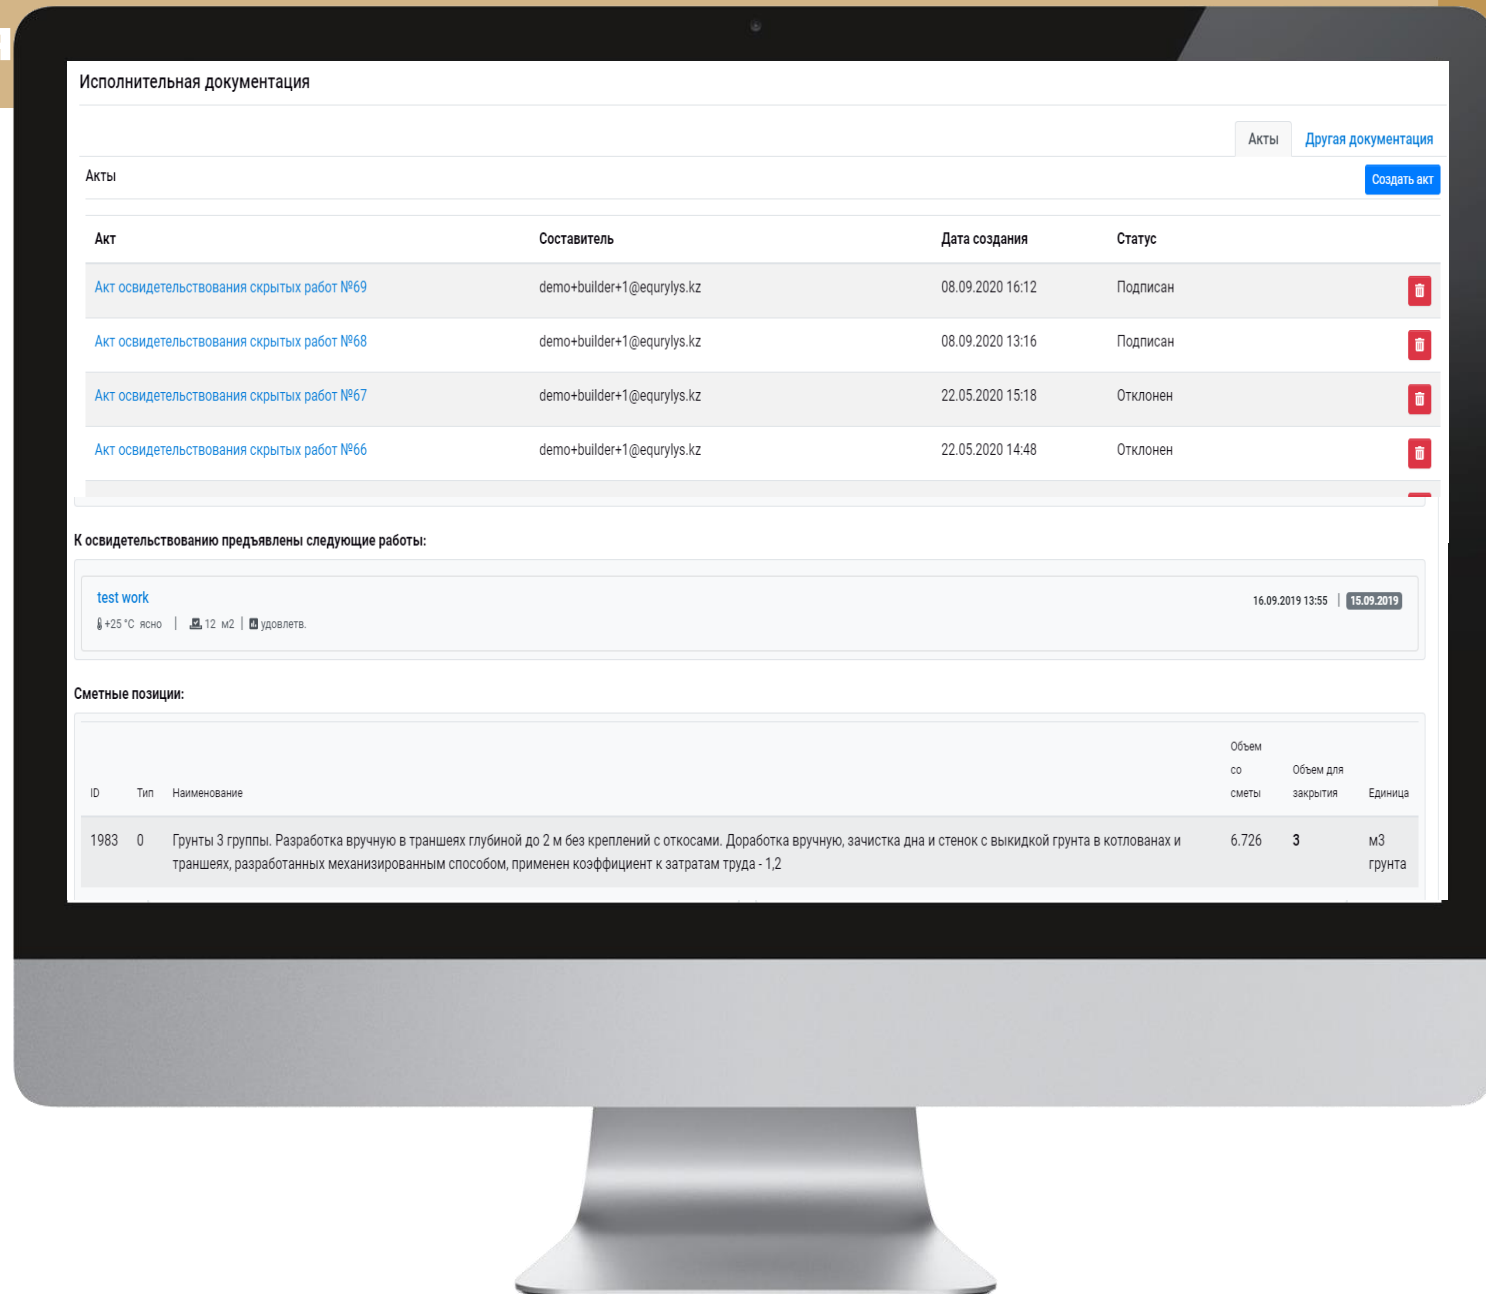 Исполнительная документация
Акты Другая документация
Акты Создать акт
Акт Составитель Дата создания Статус
Акт освидетельствования скрытых работ №69 demo+builder+1@equrylys.kz 08.09.2020 16:12 Подписан
Акт освидетельствования скрытых работ №68 demo+builder+1@equrylys.kz 08.09.2020 13:16 Подписан
Акт освидетельствования скрытых работ №67 demo+builder+1@equrylys.kz 22.05.2020 15:18 Отклонен
Акт освидетельствования скрытых работ №66 demo+builder+1@equrylys.kz 22.05.2020 14:48 Отклонен
К освидетельствованию предъявлены следующие работы:
test work 16.09.2019 13:55 | 15.09.2019
+25 °C ясно | 12 м2 | удовлетв.
Сметные позиции:
Объем
со Объем для
ID Тип Наименование сметы закрытия Единица
1983 0 Грунты 3 группы. Разработка вручную в траншеях глубиной до 2 м без креплений с откосами. Доработка вручную, зачистка дна и стенок с выкидкой грунта в котлованах и 6.726 3 м3
траншеях, разработанных механизированным способом, применен коэффициент к затратам труда - 1,2 грунта